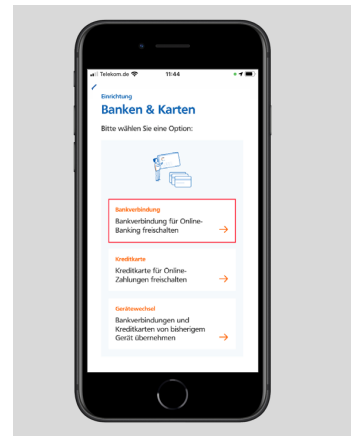 Telekom.de 11:44
Einrichtung
Banken & Karten
Bitte wählen Sie eine Option:
Bankverbindung
Bankverbindung für Online-
Banking freischalten
Kreditkarte
Kreditkarte für Online-
Zahlungen freischalten
Gerätewechsel
Bankverbindungen und
Kreditkarten von bisherigem
Gerät übernehmen